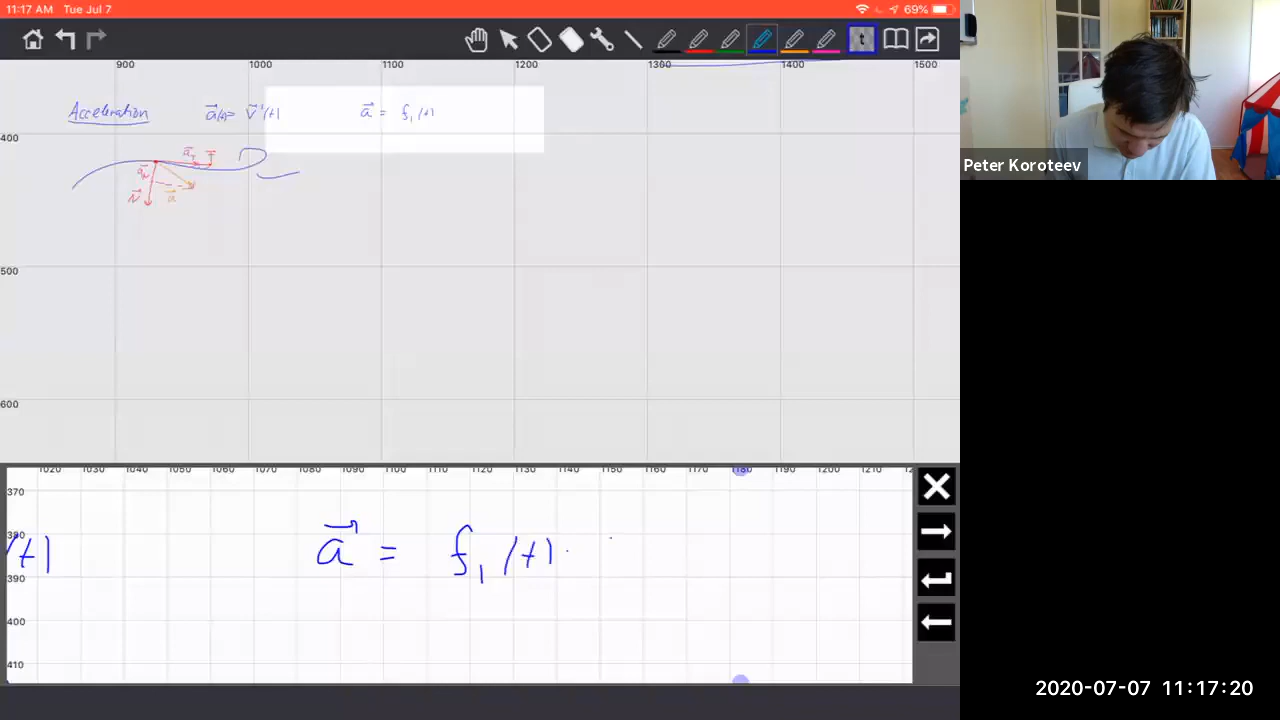 11:17 AM Tue Jul 7 69%
t
900 1000 1100 1200 1300 1400 1500
Acceleration a⃗(t)= v⃗'(t) a⃗ = f₁(t)
400
a⃗_T T⃗
a⃗_N
N⃗ a⃗
500
600
1020 1030 1040 1050 1060 1070 1080 1090 1100 1110 1120 1130 1140 1150 1160 1170 1180 1190 1200 1210
370
380
(t) a⃗ = f₁(t) ·
390
400
410
Peter Koroteev
2020-07-07 11:17:20